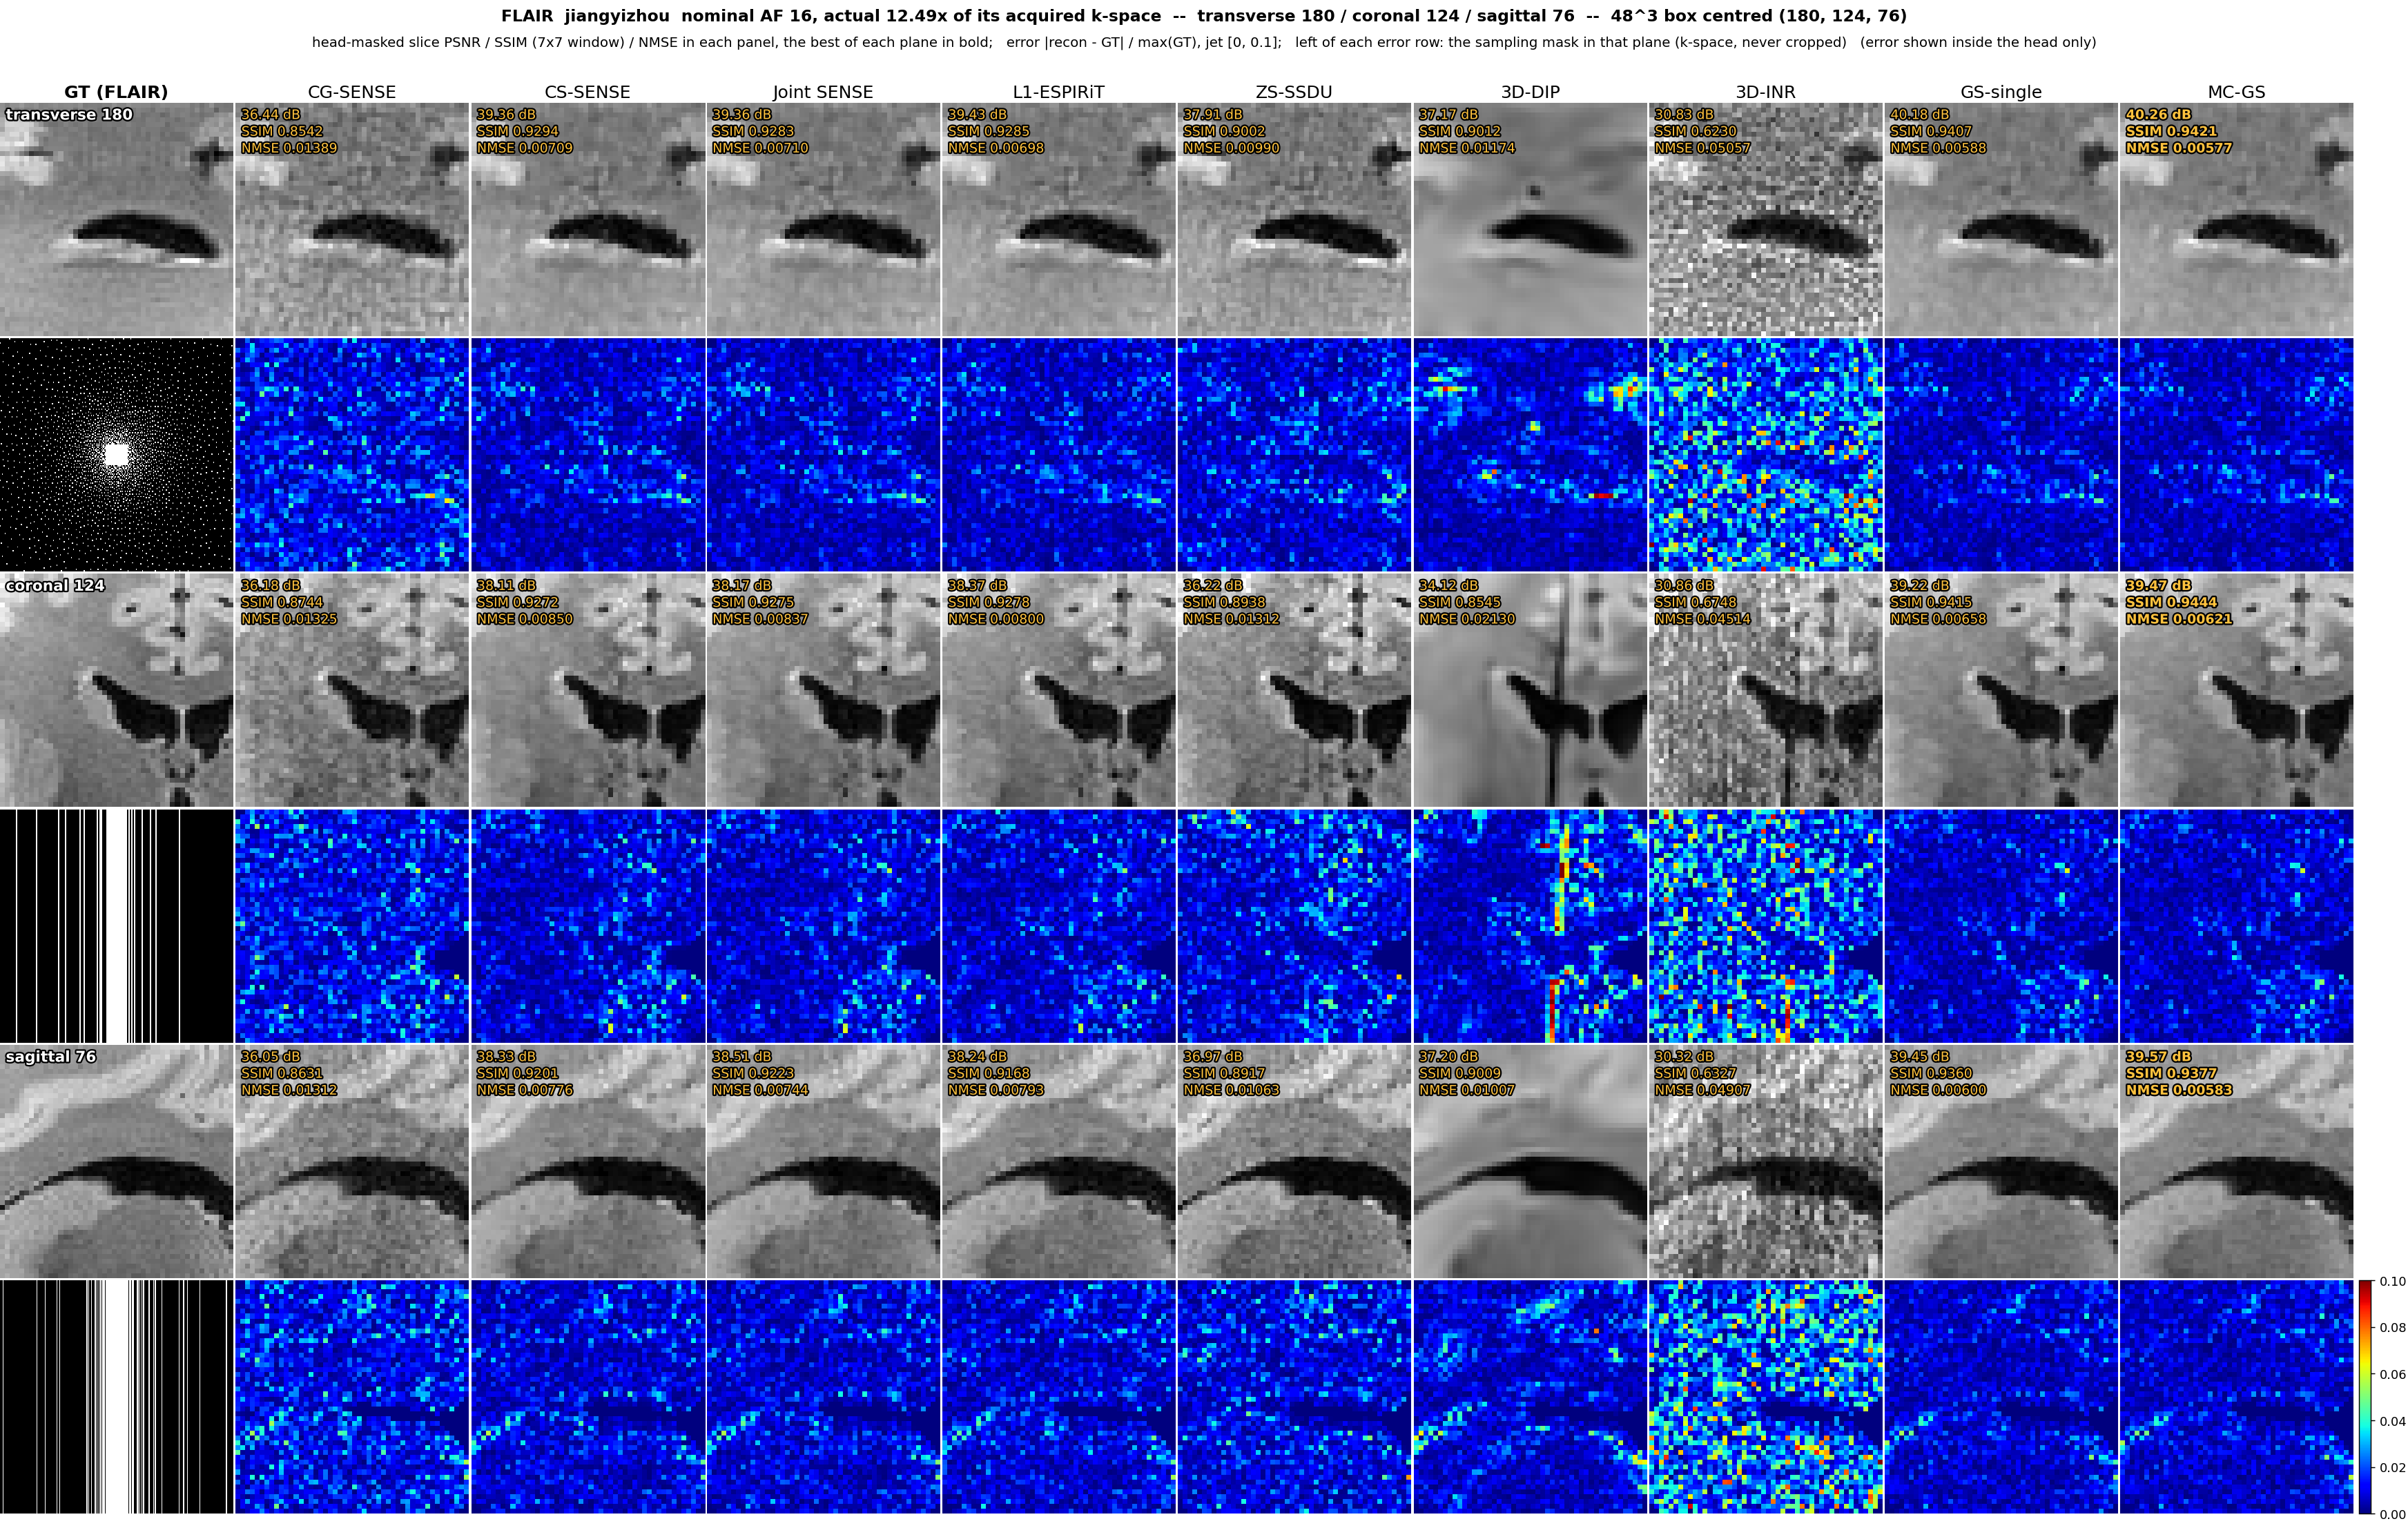 FLAIR  jiangyizhou  nominal AF 16, actual 12.49x of its acquired k-space  --  transverse 180 / coronal 124 / sagittal 76  --  48^3 box centred (180, 124, 76)
head-masked slice PSNR / SSIM (7x7 window) / NMSE in each panel, the best of each plane in bold;   error |recon - GT| / max(GT), jet [0, 0.1];   left of each error row: the sampling mask in that plane (k-space, never cropped)   (error shown inside the head only)
GT (FLAIR)
CG-SENSE
CS-SENSE
Joint SENSE
L1-ESPIRiT
ZS-SSDU
3D-DIP
3D-INR
GS-single
MC-GS
transverse 180
36.44 dB
SSIM 0.8542
NMSE 0.01389
39.36 dB
SSIM 0.9294
NMSE 0.00709
39.36 dB
SSIM 0.9283
NMSE 0.00710
39.43 dB
SSIM 0.9285
NMSE 0.00698
37.91 dB
SSIM 0.9002
NMSE 0.00990
37.17 dB
SSIM 0.9012
NMSE 0.01174
30.83 dB
SSIM 0.6230
NMSE 0.05057
40.18 dB
SSIM 0.9407
NMSE 0.00588
40.26 dB
SSIM 0.9421
NMSE 0.00577
coronal 124
36.18 dB
SSIM 0.8744
NMSE 0.01325
38.11 dB
SSIM 0.9272
NMSE 0.00850
38.17 dB
SSIM 0.9275
NMSE 0.00837
38.37 dB
SSIM 0.9278
NMSE 0.00800
36.22 dB
SSIM 0.8938
NMSE 0.01312
34.12 dB
SSIM 0.8545
NMSE 0.02130
30.86 dB
SSIM 0.6748
NMSE 0.04514
39.22 dB
SSIM 0.9415
NMSE 0.00658
39.47 dB
SSIM 0.9444
NMSE 0.00621
sagittal 76
36.05 dB
SSIM 0.8631
NMSE 0.01312
38.33 dB
SSIM 0.9201
NMSE 0.00776
38.51 dB
SSIM 0.9223
NMSE 0.00744
38.24 dB
SSIM 0.9168
NMSE 0.00793
36.97 dB
SSIM 0.8917
NMSE 0.01063
37.20 dB
SSIM 0.9009
NMSE 0.01007
30.32 dB
SSIM 0.6327
NMSE 0.04907
39.45 dB
SSIM 0.9360
NMSE 0.00600
39.57 dB
SSIM 0.9377
NMSE 0.00583
0.10
0.08
0.06
0.04
0.02
0.00